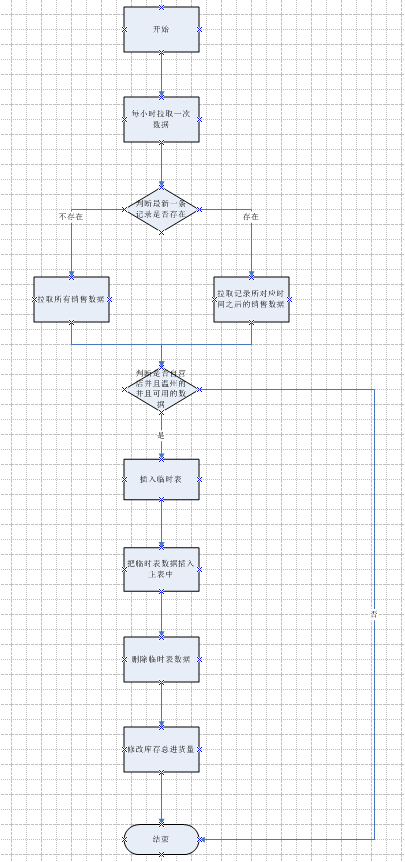 开始
每小时拉取一次
数据
判断最新一条
记录是否存在
不存在
存在
拉取所有销售数据
拉取记录所对应时
间之后的销售数据
判断是否自营
店并且温州的
并且可用的数
据
是
插入临时表
把临时表数据插入
主表中
否
删除临时表数据
修改库存总进货量
结束